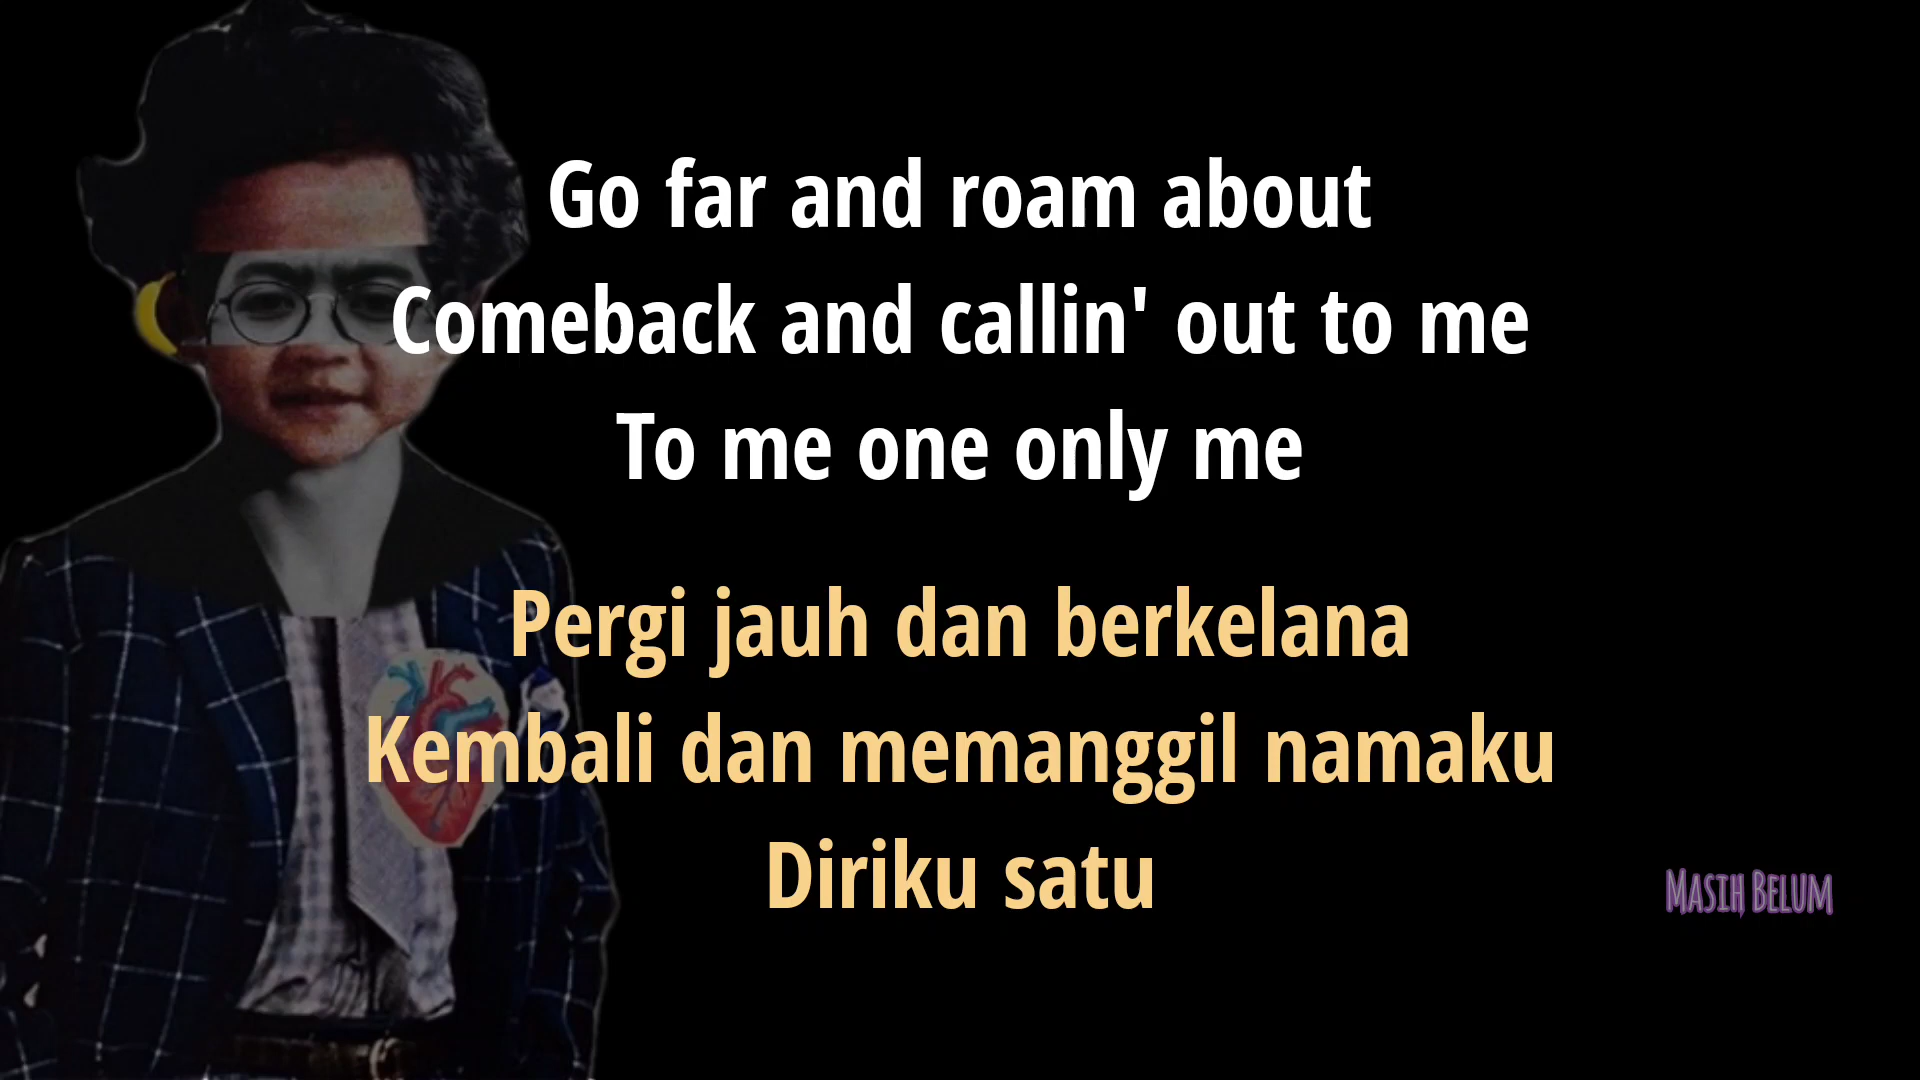 Go far and roam about
Comeback and callin' out to me
To me one only me
Pergi jauh dan berkelana
Kembali dan memanggil namaku
Diriku satu
Masih Belum